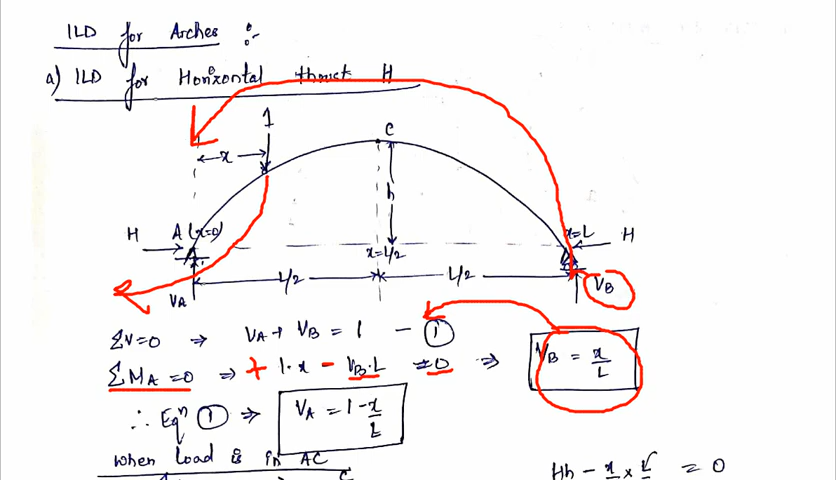 ILD for Arches :-
a) ILD for Horizontal thrust H
1
C
x
h
H
A (x=0)
x=L/2
x=L
H
L/2
L/2
VA
VB
ΣV=0 ⇒ VA + VB = 1 - ①
ΣMA=0 ⇒ + 1·x - VB·L =0 ⇒ VB = x/L
∴ Eqn ① ⇒ VA = 1-x/L
when load is in AC
C
Hh - x/L × L = 0